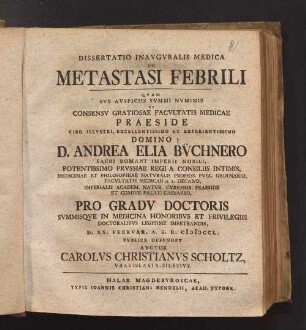 DISSERTATIO INAVGVRALIS MEDICA
DE
METASTASI FEBRILI
QVAM
SVB AVSPICIIS SVMMI NVMINIS
ET
CONSENSV GRATIOSAE FACVLTATIS MEDICAE
PRAESIDE
VIRO ILLVSTRI, EXCELLENTISSIMO ET EXPERIENTISSIMO
DOMINO
D. ANDREA ELIA BÜCHNERO
SACRI ROMANI IMPERII NOBILI,
POTENTISSIMO PRVSSIAE REGI A CONSILIIS INTIMIS,
MEDICINAE ET PHILOSOPHIAE NATVRALIS PROFESS. PVBL. ORDINARIO,
FACVLTATIS MEDICAE h. t. DECANO,
IMPERIALIS ACADEM. NATVR. CVRIOSOR. PRAESIDE
ET COMITE PALAT. CAESAREO,
PRO GRADV DOCTORIS
SVMMISQVE IN MEDICINA HONORIBVS ET PRIVILEGIIS
DOCTORALIBVS LEGITIME IMPETRANDIS,
D. XX. FEBRVAR. A. S. R.
PVBLICE DEFENDET
AVCTOR
CAROLVS CHRISTIANVS SCHOLTZ,
VRATISLAVIA-SILESIVS.
HALAE MAGDEBVRGICAE,
TYPIS IOANNIS CHRISTIANI HENDELII, ACAD. TYPOGR.